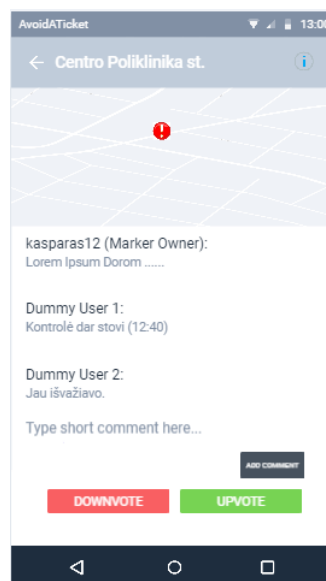 AvoidATicket 13:00
Centro Poliklinika st.
kasparas12 (Marker Owner):
Lorem Ipsum Dorom ......
Dummy User 1:
Kontrolė dar stovi (12:40)
Dummy User 2:
Jau išvažiavo.
Type short comment here...
ADD COMMENT
DOWNVOTE UPVOTE